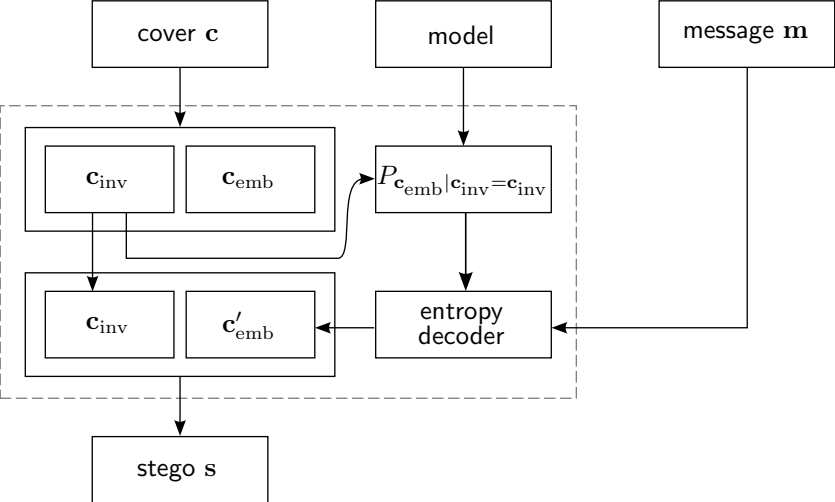 cover c
model
message m
c_inv
c_emb
P_{c_emb|c_inv=c_inv}
c_inv
c′_emb
entropy
decoder
stego s